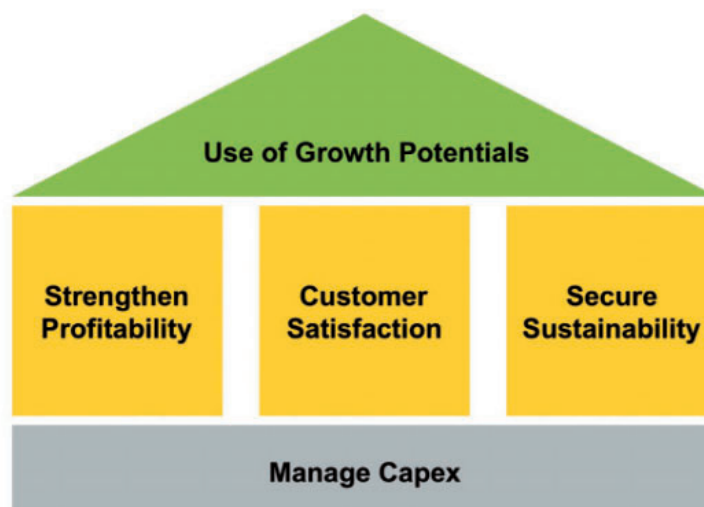 Use of Growth Potentials
Strengthen
Profitability
Customer
Satisfaction
Secure
Sustainability
Manage Capex